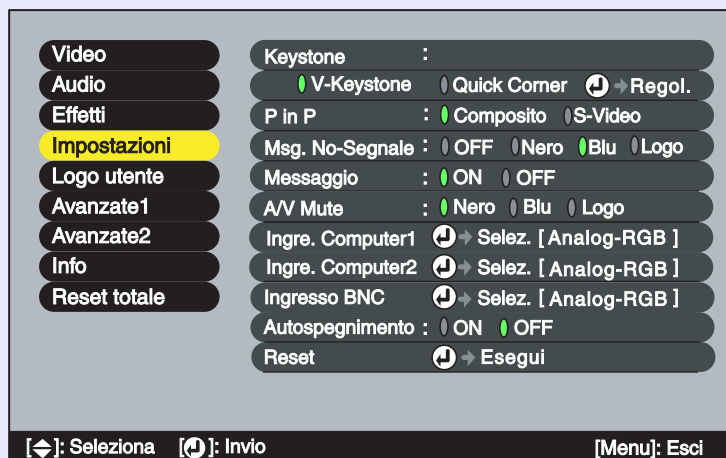 Video
Audio
Effetti
Impostazioni
Logo utente
Avanzate1
Avanzate2
Info
Reset totale
Keystone :
V-Keystone Quick Corner Regol.
P in P : Composito S-Video
Msg. No-Segnale : OFF Nero Blu Logo
Messaggio : ON OFF
A/V Mute : Nero Blu Logo
Ingre. Computer1 Selez. [ Analog-RGB ]
Ingre. Computer2 Selez. [ Analog-RGB ]
Ingresso BNC Selez. [ Analog-RGB ]
Autospegnimento : ON OFF
Reset Esegui
[ ]: Seleziona [ ]: Invio [Menu]: Esci